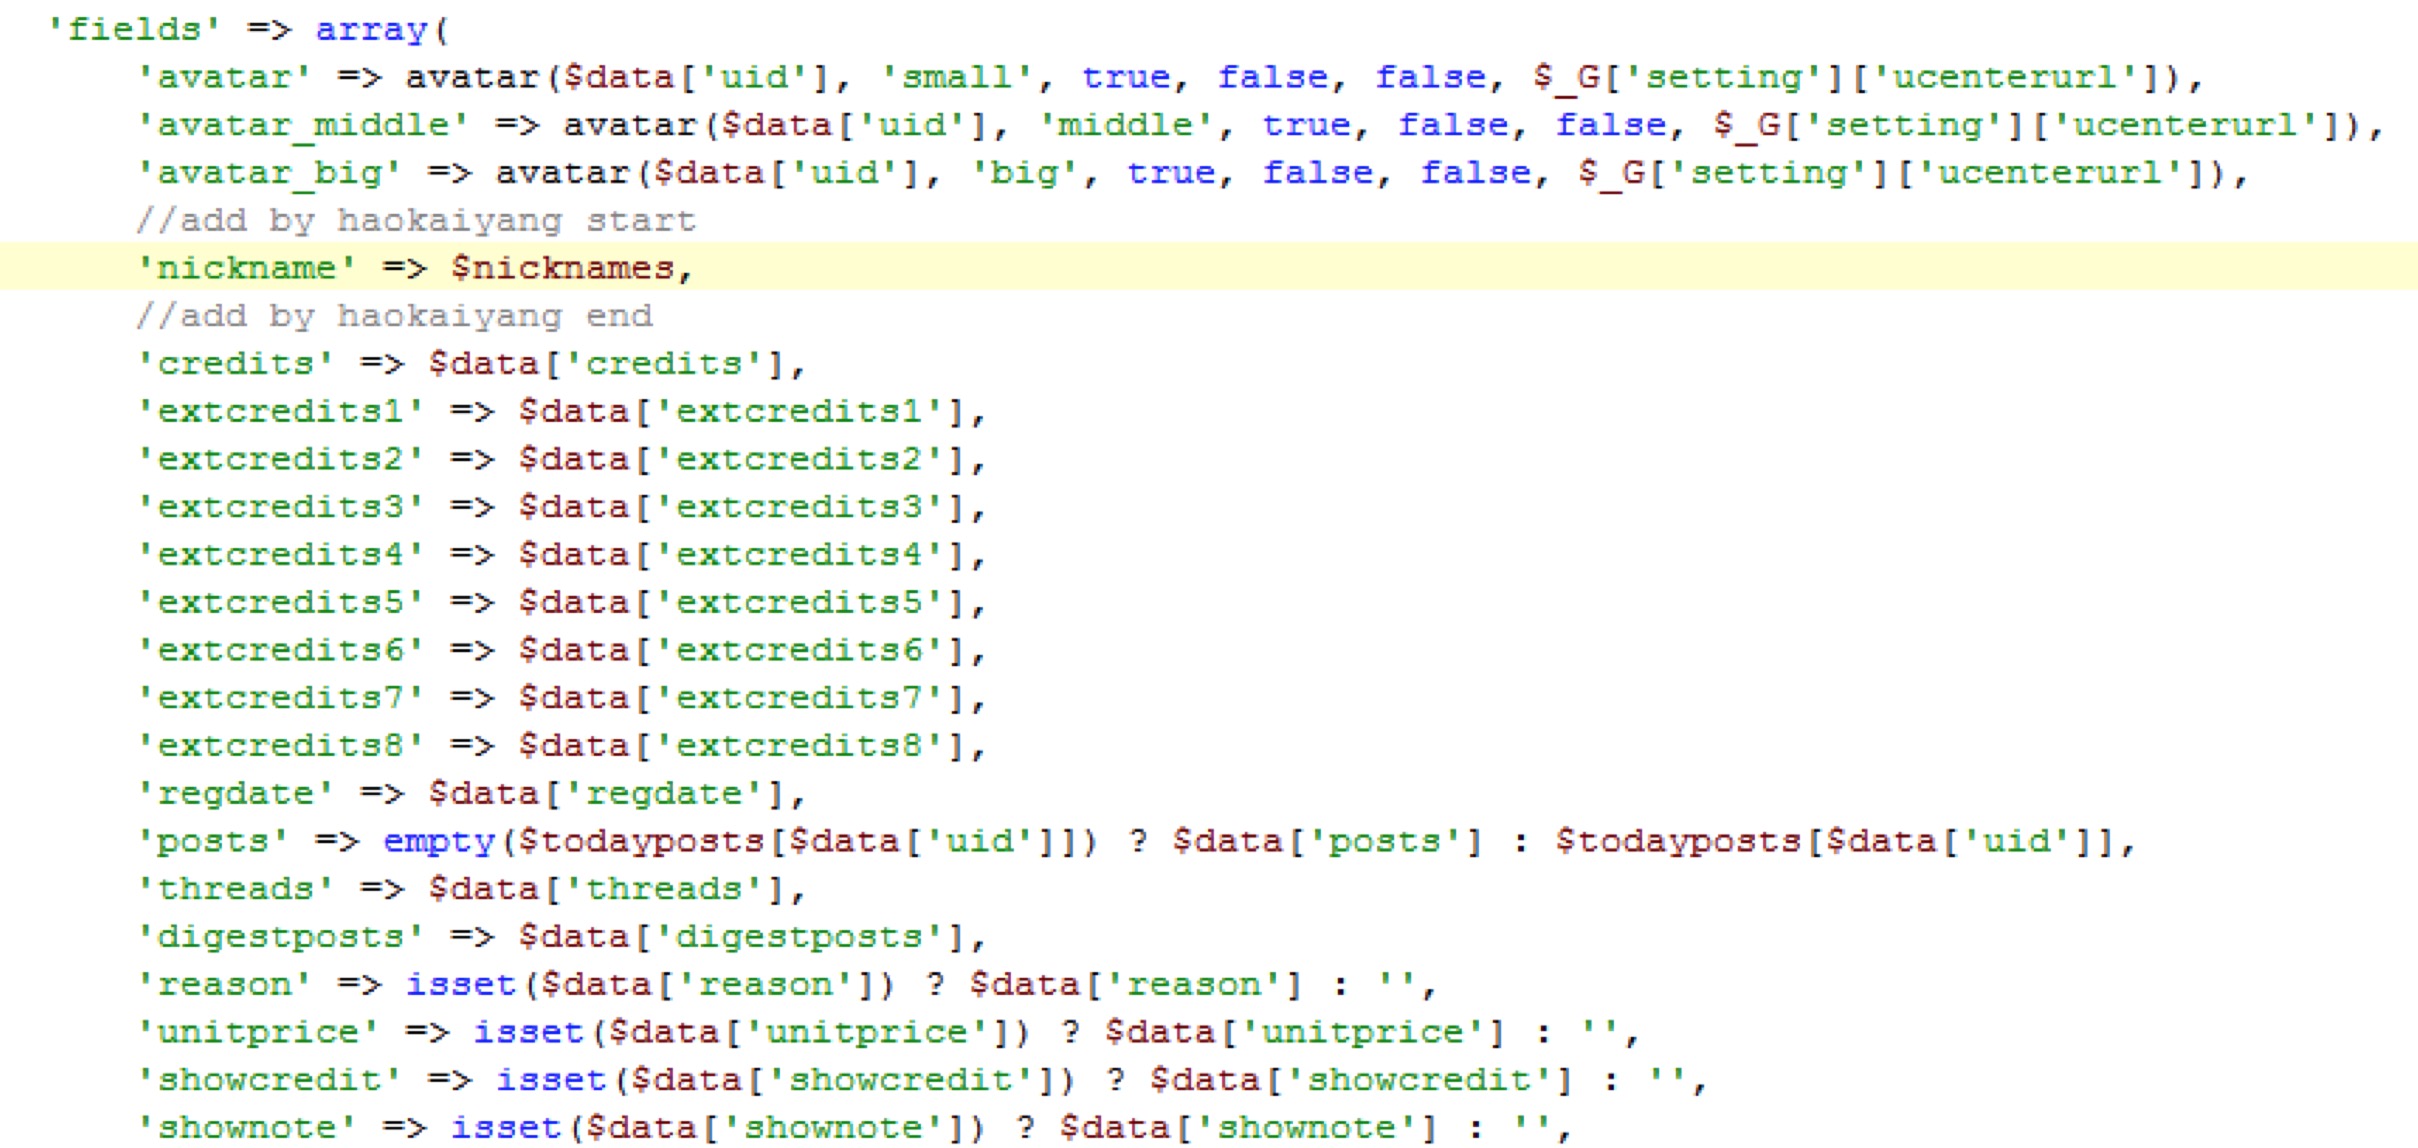 'fields' => array(
'avatar' => avatar($data['uid'], 'small', true, false, false, $_G['setting']['ucenterurl']),
'avatar_middle' => avatar($data['uid'], 'middle', true, false, false, $_G['setting']['ucenterurl']),
'avatar_big' => avatar($data['uid'], 'big', true, false, false, $_G['setting']['ucenterurl']),
//add by haokaiyang start
'nickname' => $nicknames,
//add by haokaiyang end
'credits' => $data['credits'],
'extcredits1' => $data['extcredits1'],
'extcredits2' => $data['extcredits2'],
'extcredits3' => $data['extcredits3'],
'extcredits4' => $data['extcredits4'],
'extcredits5' => $data['extcredits5'],
'extcredits6' => $data['extcredits6'],
'extcredits7' => $data['extcredits7'],
'extcredits8' => $data['extcredits8'],
'regdate' => $data['regdate'],
'posts' => empty($todayposts[$data['uid']]) ? $data['posts'] : $todayposts[$data['uid']],
'threads' => $data['threads'],
'digestposts' => $data['digestposts'],
'reason' => isset($data['reason']) ? $data['reason'] : '',
'unitprice' => isset($data['unitprice']) ? $data['unitprice'] : '',
'showcredit' => isset($data['showcredit']) ? $data['showcredit'] : '',
'shownote' => isset($data['shownote']) ? $data['shownote'] : '',